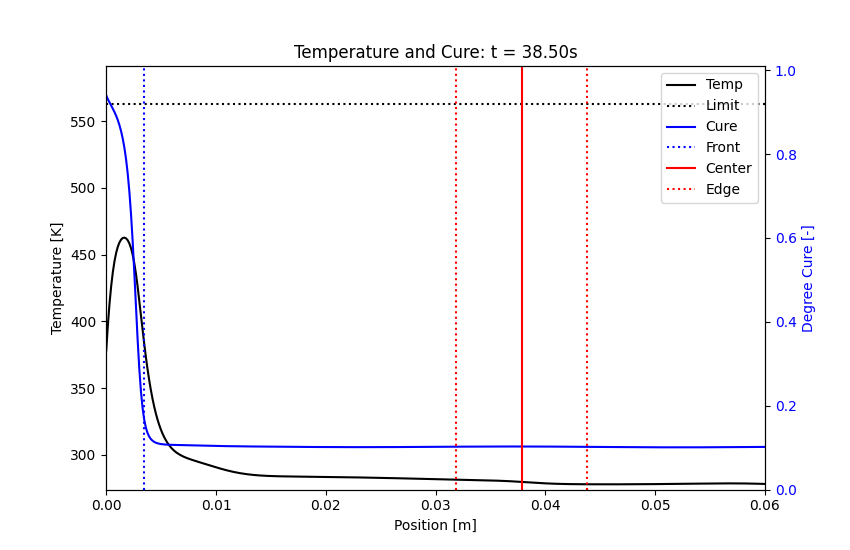 Temperature and Cure: t = 38.50s
Temperature [K]
550
500
450
400
350
300
0.00
0.01
0.02
0.03
0.04
0.05
0.06
Position [m]
1.0
0.8
0.6
0.4
0.2
0.0
Degree Cure [-]
Temp
Limit
Cure
Front
Center
Edge